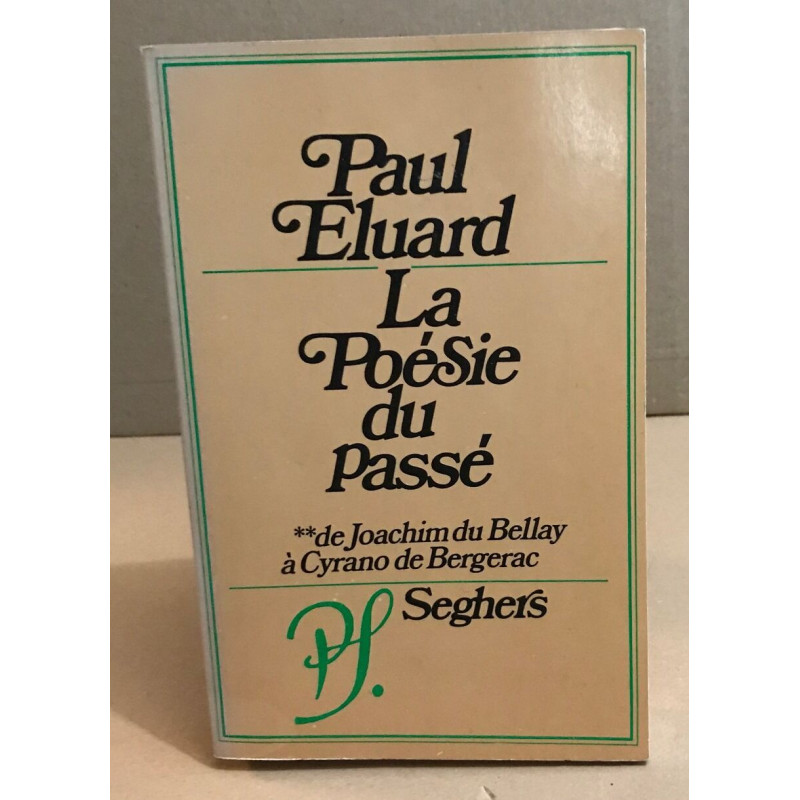 Paul
Eluard
La
Poésie
du
passé
**de Joachim du Bellay
à Cyrano de Bergerac
Seghers
PS.